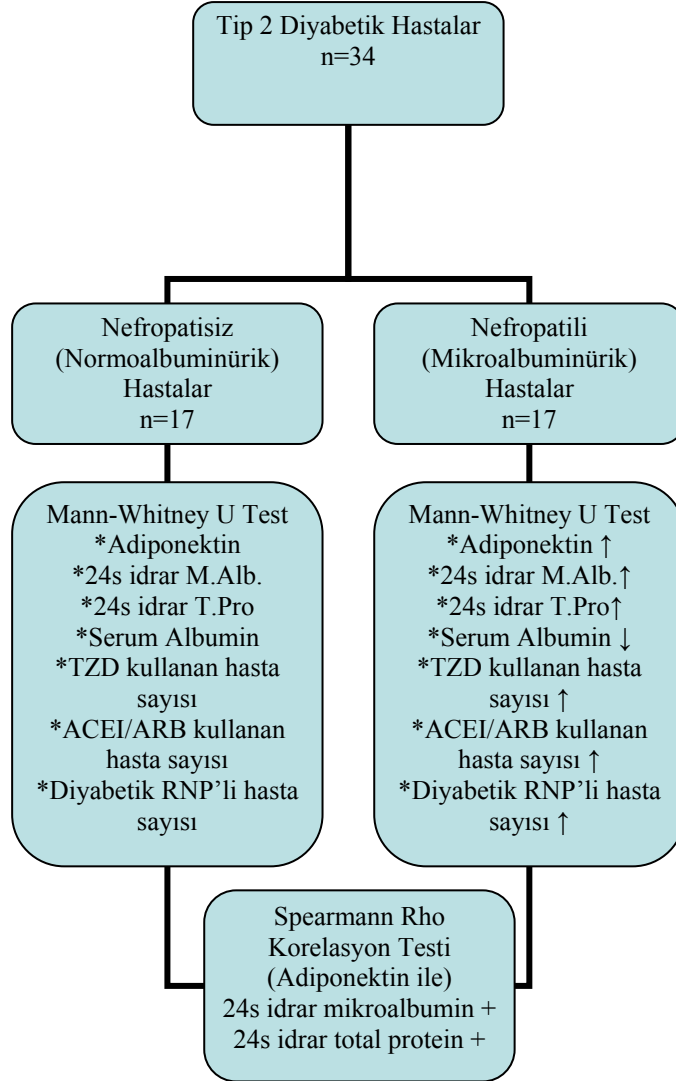 Tip 2 Diyabetik Hastalar
n=34
Nefropatisiz
(Normoalbuminürik)
Hastalar
n=17
Nefropatili
(Mikroalbuminürik)
Hastalar
n=17
Mann-Whitney U Test
*Adiponektin
*24s idrar M.Alb.
*24s idrar T.Pro
*Serum Albumin
*TZD kullanan hasta
sayısı
*ACEI/ARB kullanan
hasta sayısı
*Diyabetik RNP’li hasta
sayısı
Mann-Whitney U Test
*Adiponektin ↑
*24s idrar M.Alb.↑
*24s idrar T.Pro↑
*Serum Albumin ↓
*TZD kullanan hasta
sayısı ↑
*ACEI/ARB kullanan
hasta sayısı ↑
*Diyabetik RNP’li hasta
sayısı ↑
Spearmann Rho
Korelasyon Testi
(Adiponektin ile)
24s idrar mikroalbumin +
24s idrar total protein +